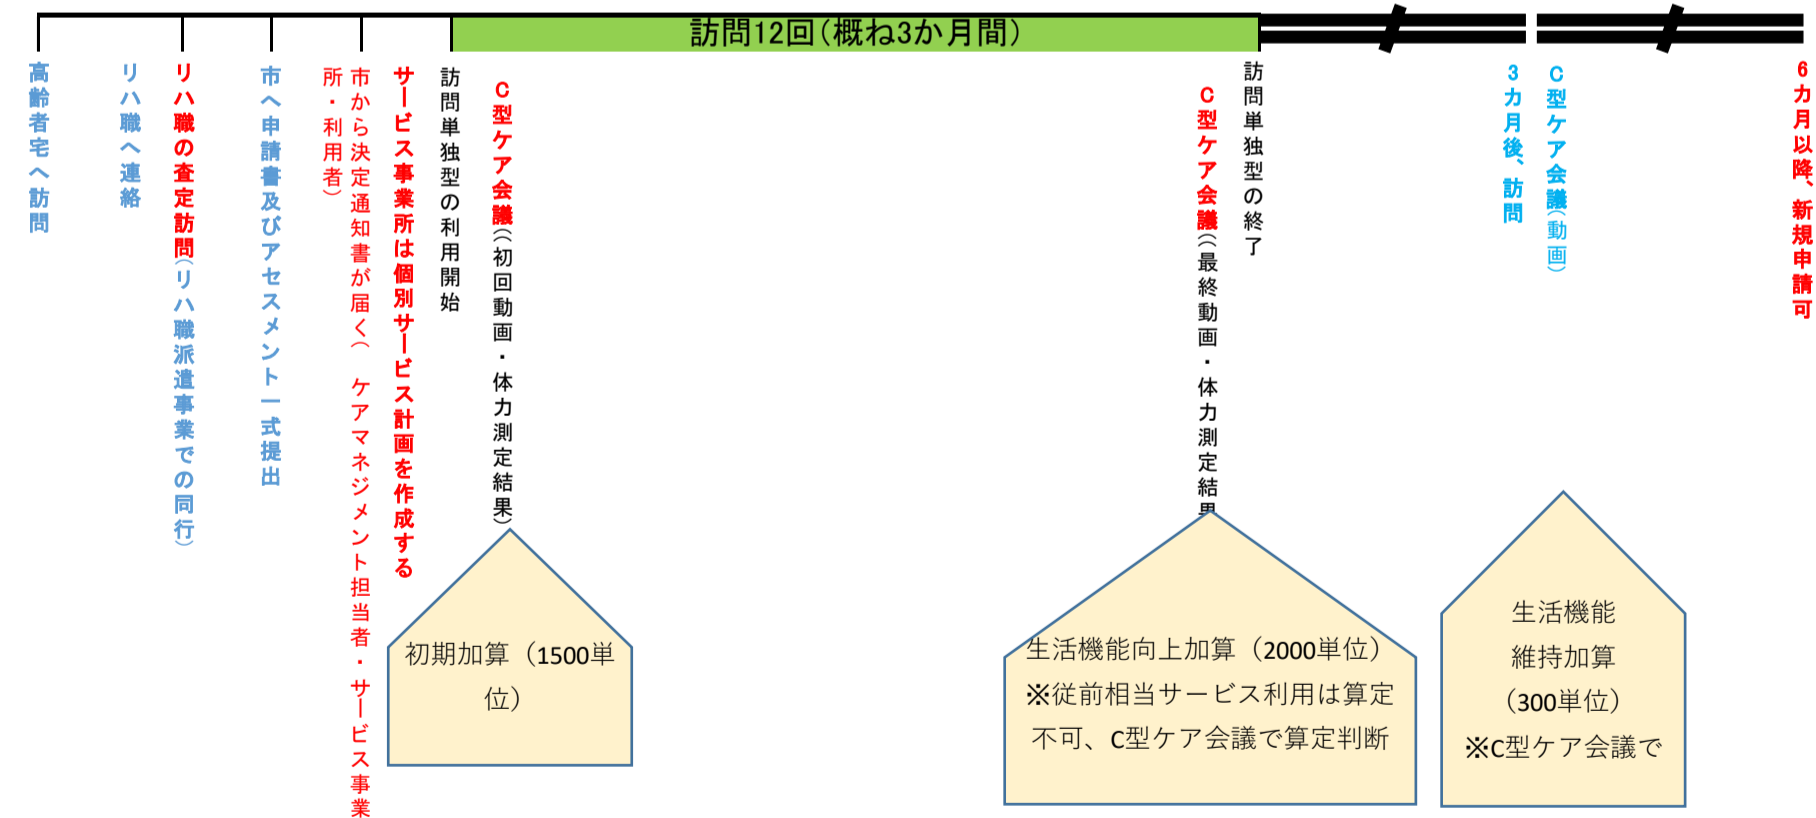 訪問12回（概ね3か月間）
高齢者宅へ訪問
リハ職へ連絡
リハ職の査定訪問（リハ職派遣事業での同行）
市へ申請書及びアセスメント一式提出
市から決定通知書が届く（　ケアマネジメント担当者・サービス事業
所・利用者）
サービス事業所は個別サービス計画を作成する
訪問単独型の利用開始
C型ケア会議（（初回動画・体力測定結果）
C型ケア会議（（最終動画・体力測定結
訪問単独型の終了
3カ月後、訪問
C型ケア会議（動画）
6カ月以降、新規申請可
初期加算（1500単
位）
生活機能向上加算（2000単位）
※従前相当サービス利用は算定
不可、C型ケア会議で算定判断
生活機能
維持加算
（300単位）
※C型ケア会議で